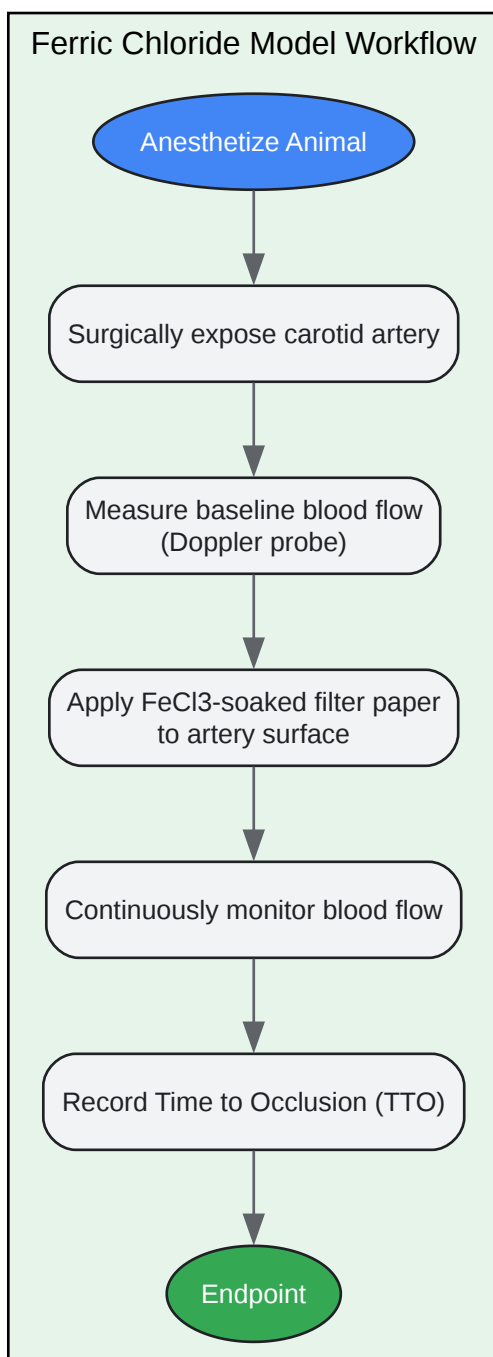 Ferric Chloride Model Workflow
Anesthetize Animal
Surgically expose carotid artery
Measure baseline blood flow
(Doppler probe)
Apply FeCl3-soaked filter paper
to artery surface
Continuously monitor blood flow
Record Time to Occlusion (TTO)
Endpoint